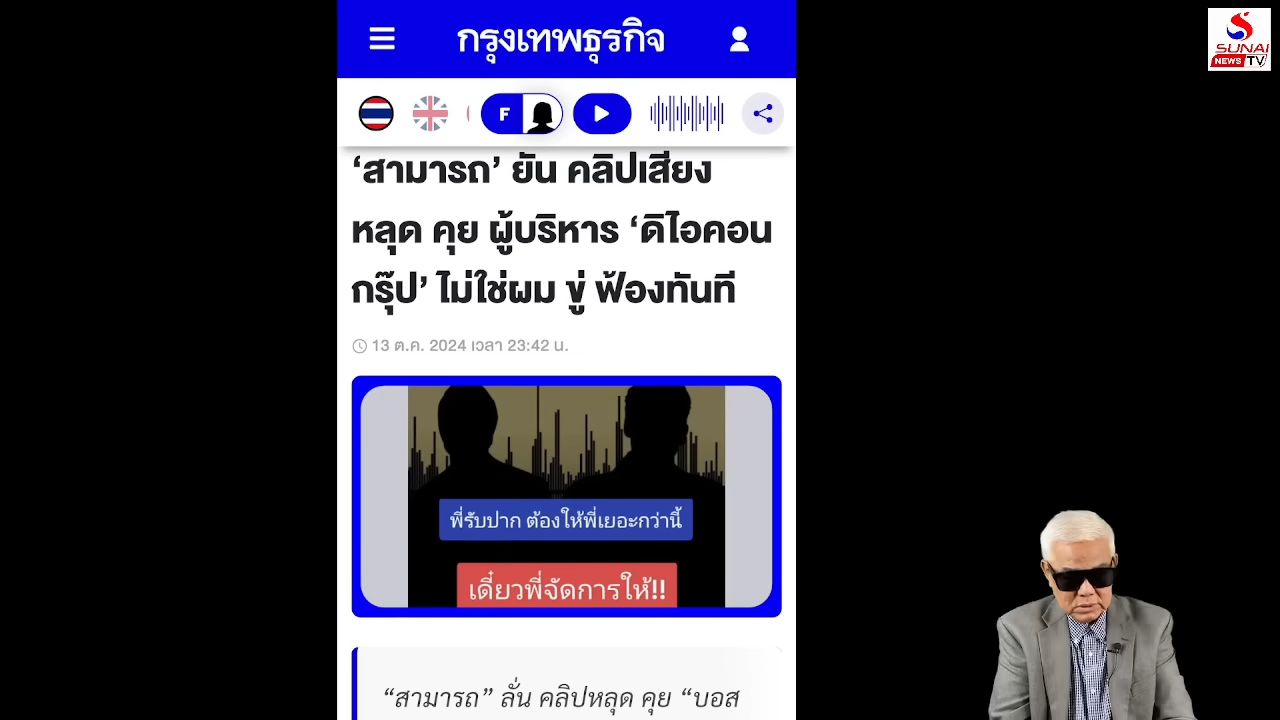 กรุงเทพธุรกิจ
SUNAI
NEWS TV
F
‘สามารถ’ ยัน คลิปเสียง
หลุด คุย ผู้บริหาร ‘ดิไอคอน
กรุ๊ป’ ไม่ใช่ผม ขู่ ฟ้องทันที
13 ต.ค. 2024 เวลา 23:42 น.
พี่รับปาก ต้องให้พี่เยอะกว่านี้
เดี๋ยวพี่จัดการให้!!
“สามารถ” ลั่น คลิปหลุด คุย “บอส